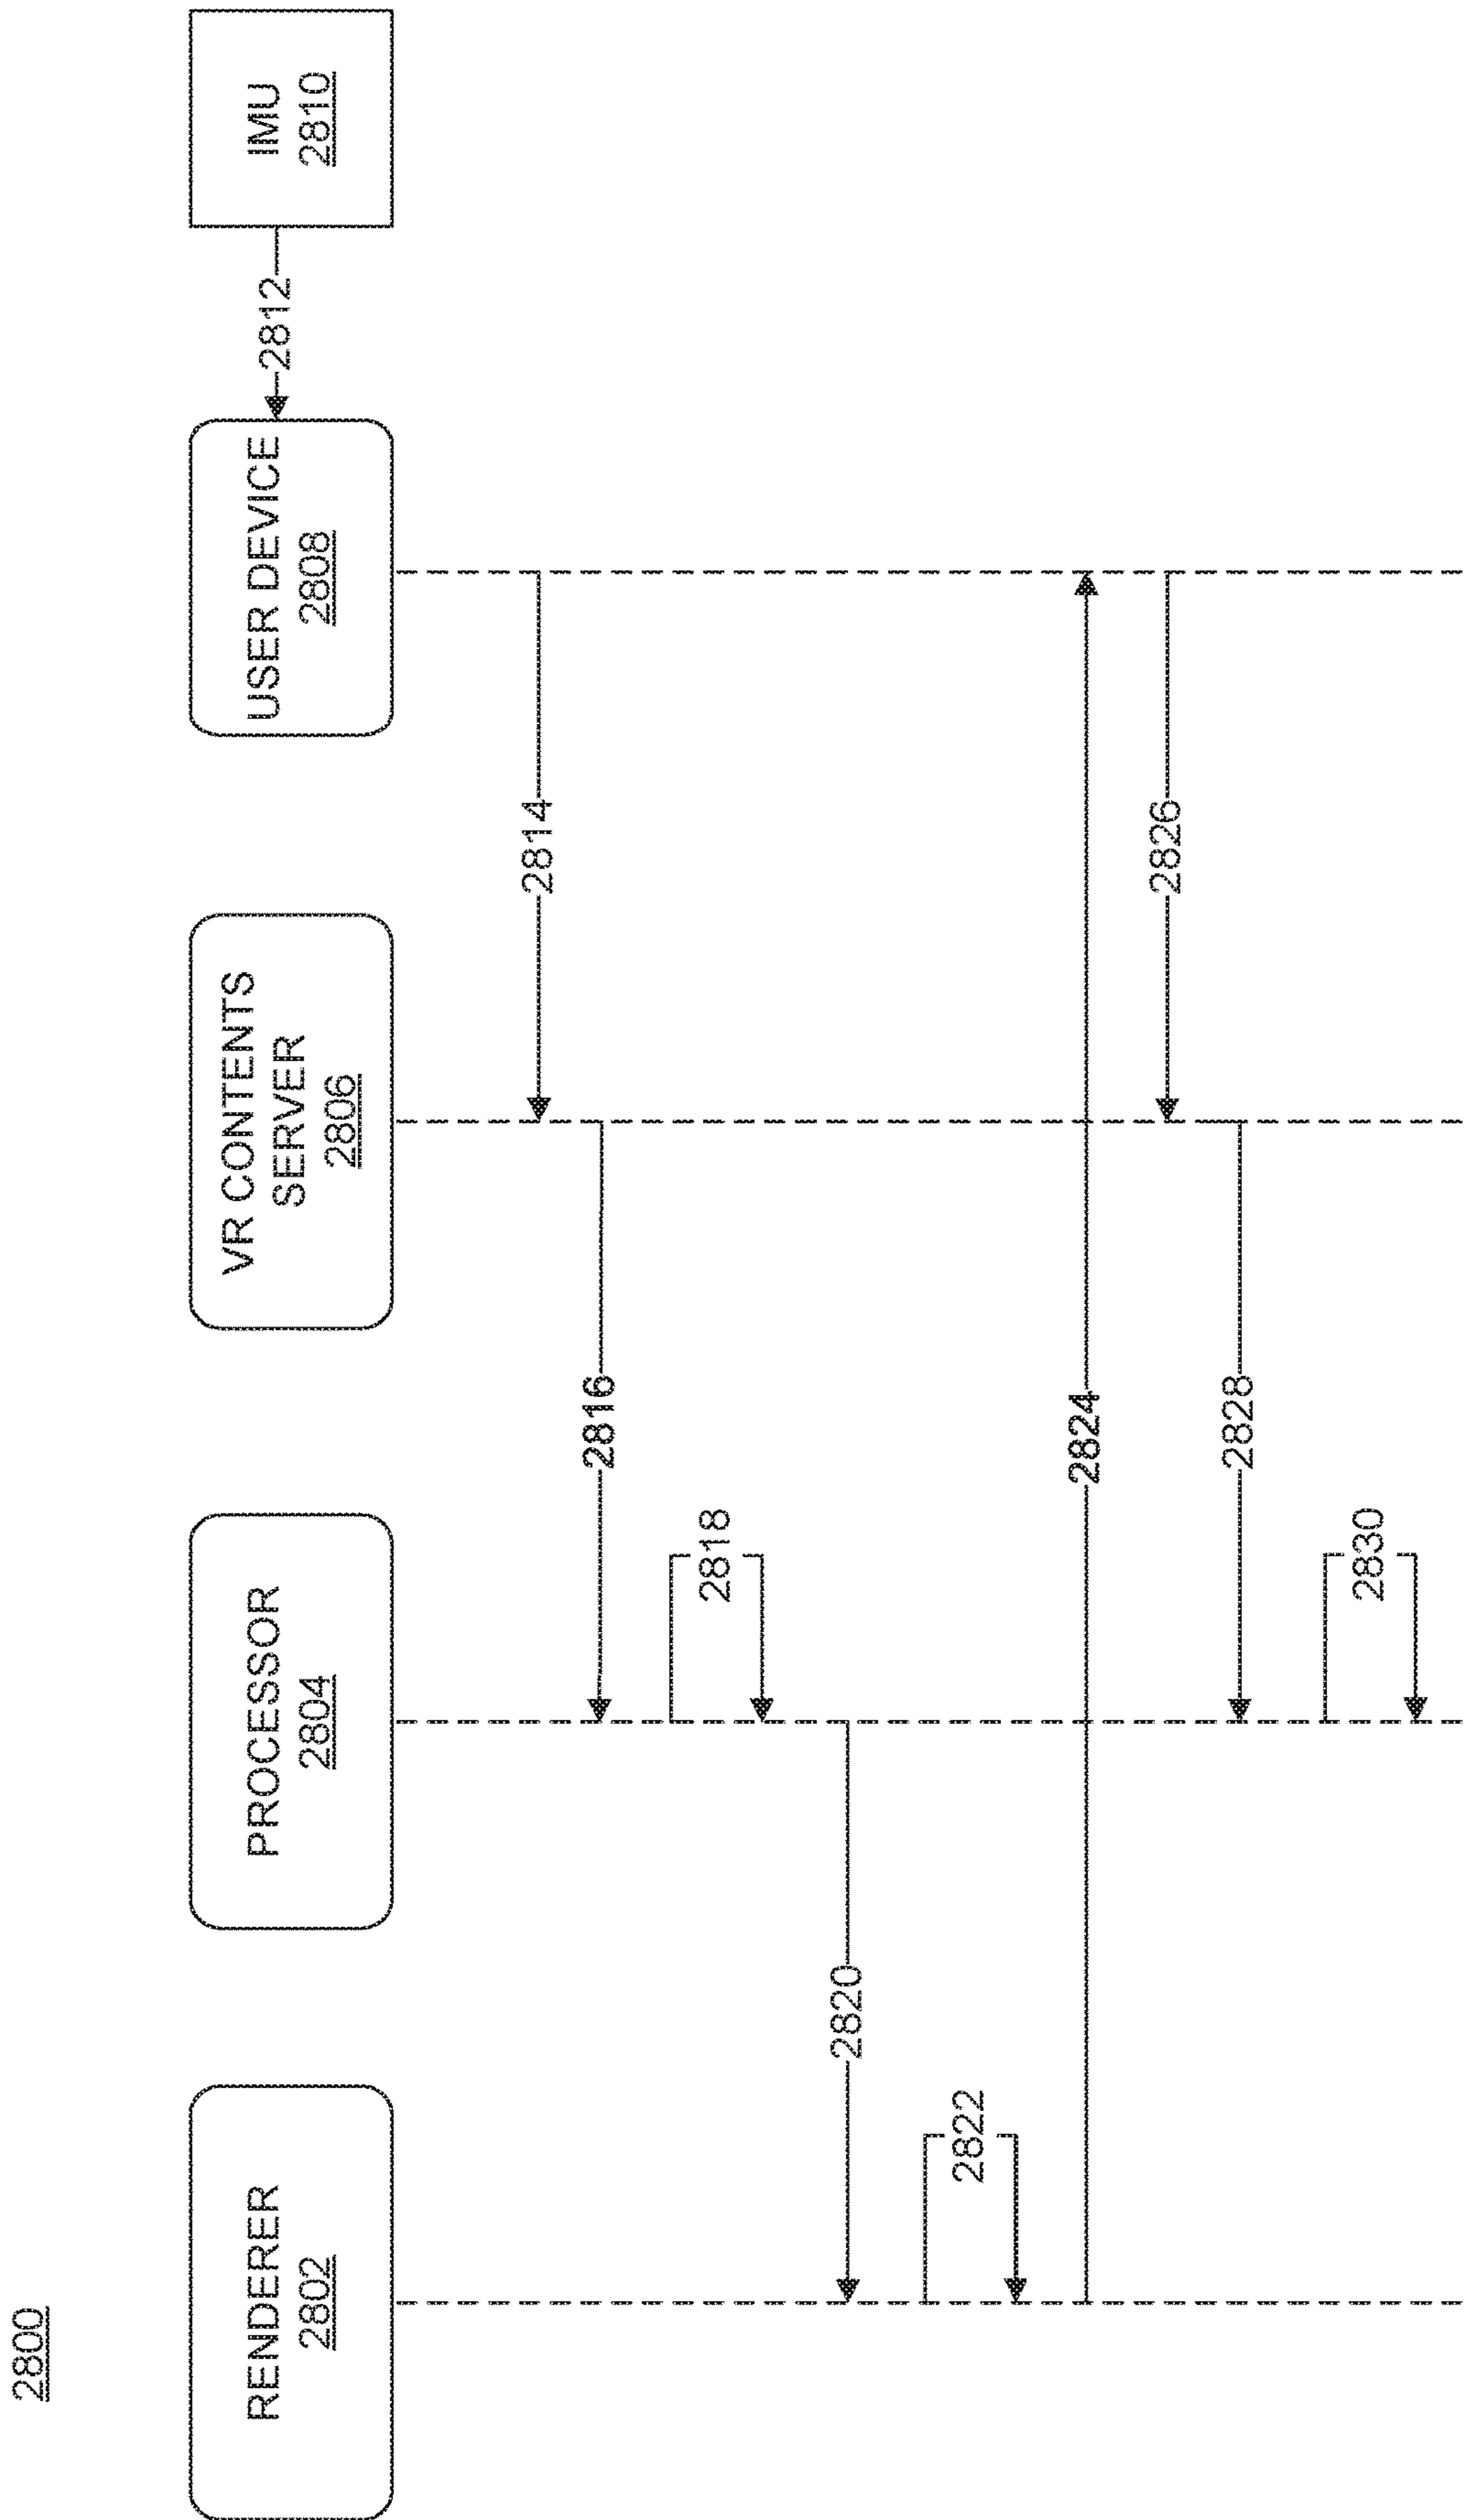 2800
RENDERER
2802
PROCESSOR
2804
VR CONTENTS
SERVER
2806
USER DEVICE
2808
IMU
2810
2812
2814
2816
2818
2820
2822
2824
2826
2828
2830